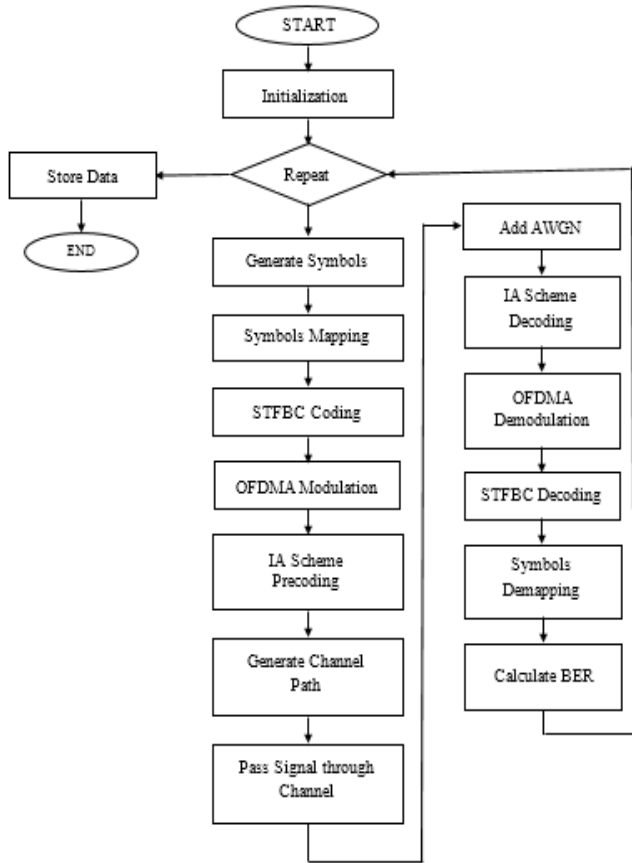 START
Initialization
Repeat
Store Data
END
Generate Symbols
Symbols Mapping
STFBC Coding
OFDMA Modulation
IA Scheme
Precoding
Generate Channel
Path
Pass Signal through
Channel
Add AWGN
IA Scheme
Decoding
OFDMA
Demodulation
STFBC Decoding
Symbols
Demapping
Calculate BER